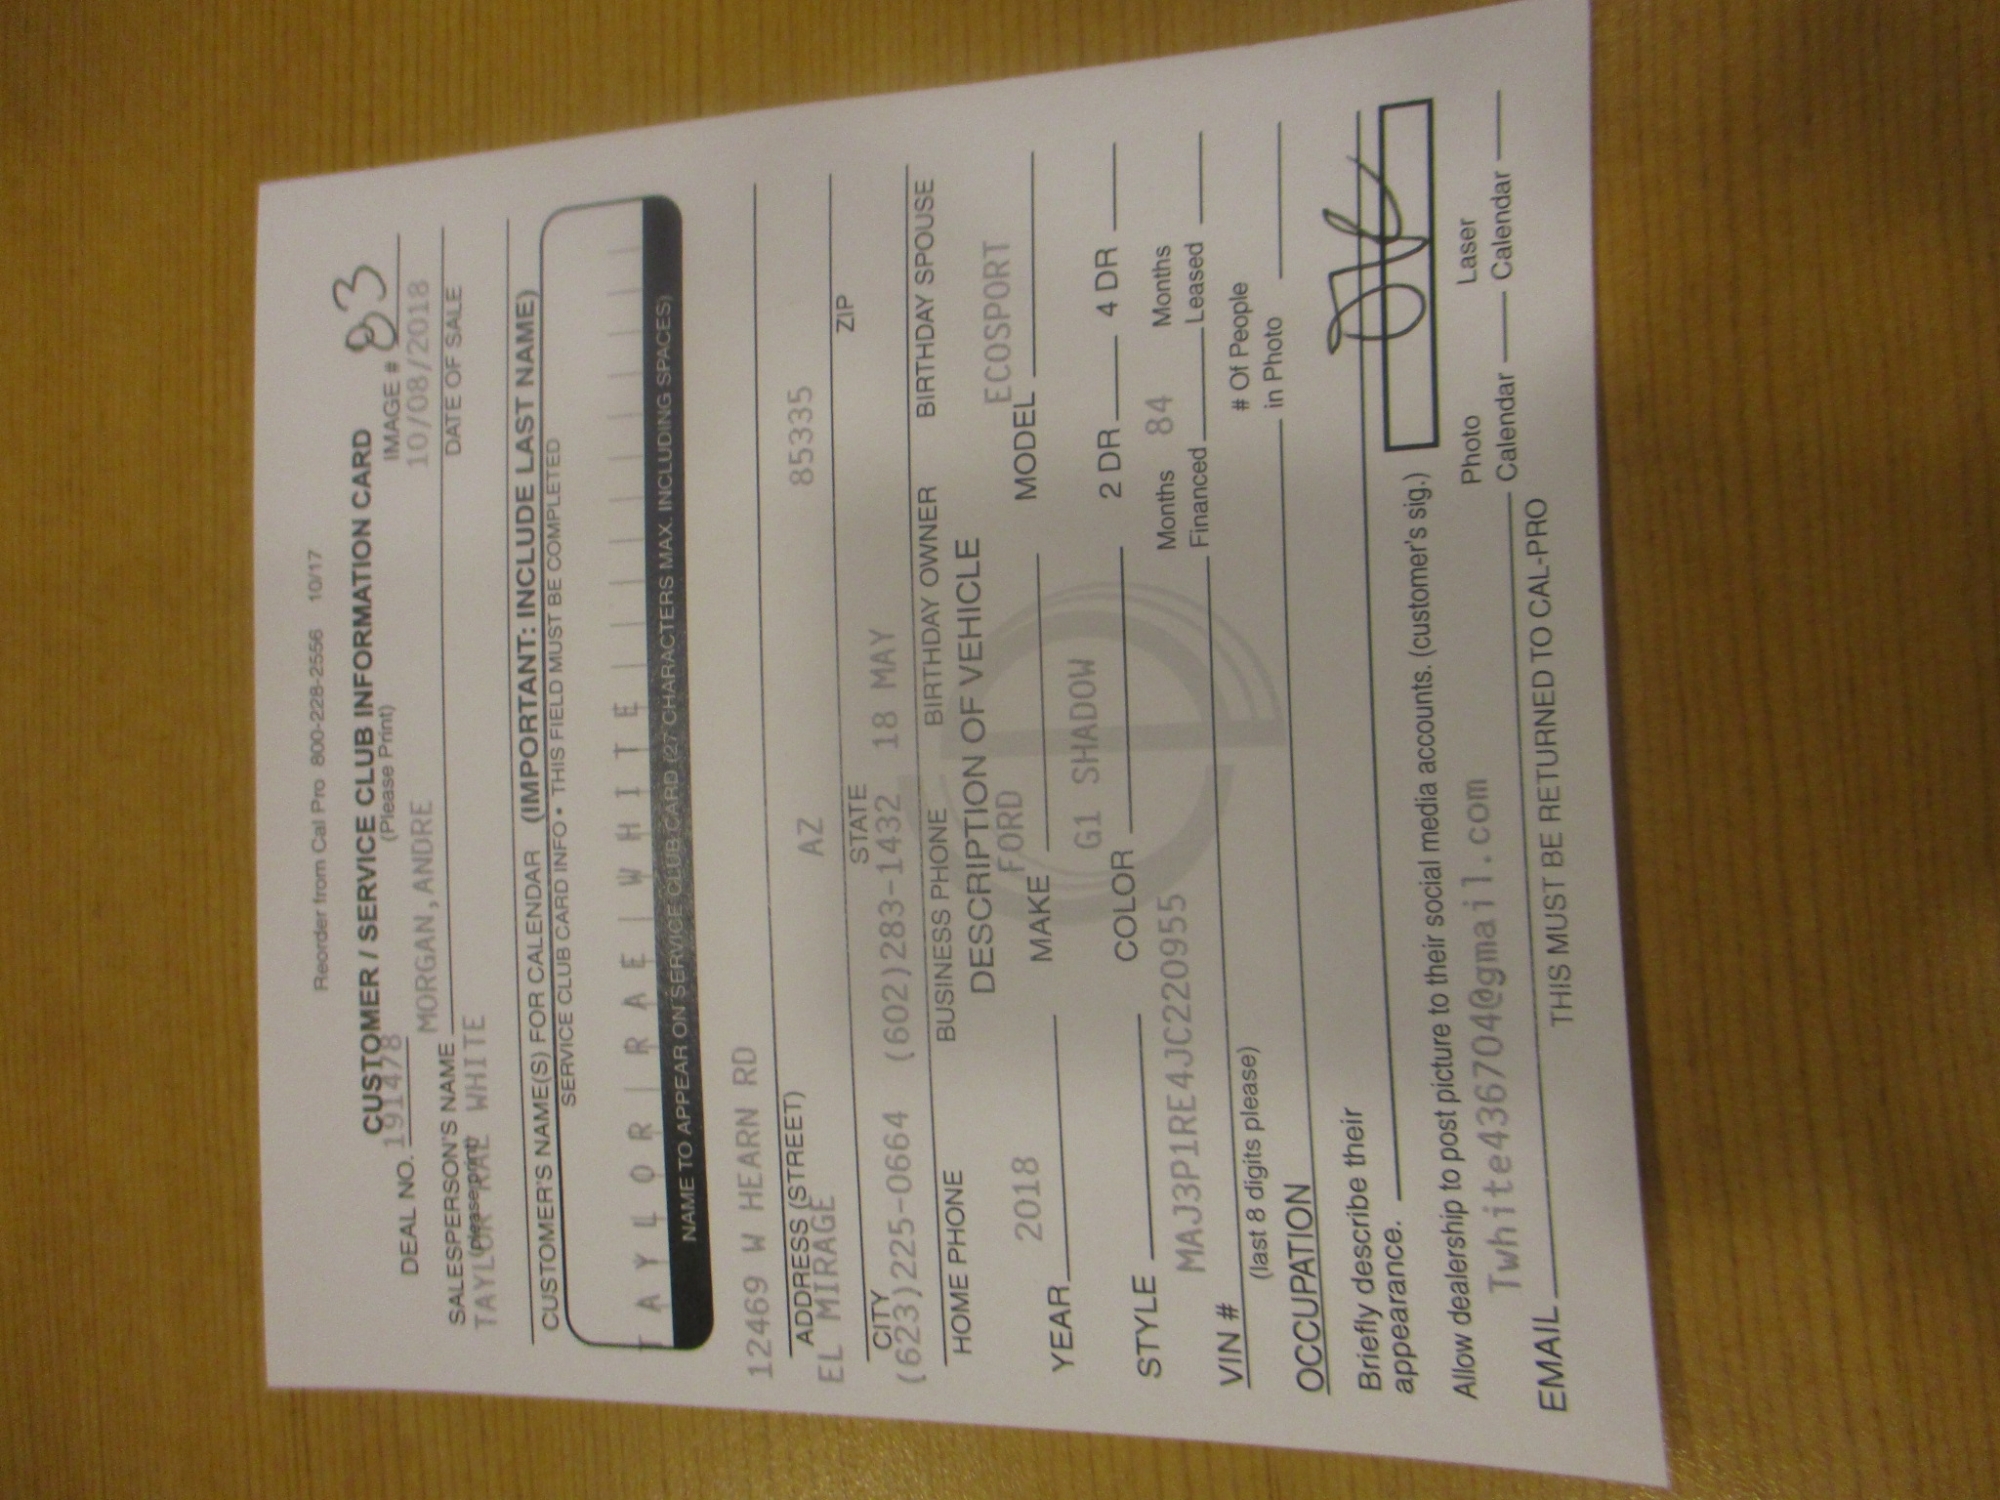 Reorder from Cal Pro 800-228-2556 10/17
CUSTOMER / SERVICE CLUB INFORMATION CARD
(Please Print)
DEAL NO. 191478 IMAGE # 83
MORGAN,ANDRE 10/08/2018
SALESPERSON'S NAME DATE OF SALE
(Please print)
TAYLOR RAE WHITE
CUSTOMER'S NAME(S) FOR CALENDAR (IMPORTANT: INCLUDE LAST NAME)
SERVICE CLUB CARD INFO • THIS FIELD MUST BE COMPLETED
TAYLOR RAE WHITE
NAME TO APPEAR ON SERVICE CLUB CARD (27 CHARACTERS MAX. INCLUDING SPACES)
12469 W HEARN RD
ADDRESS (STREET)
EL MIRAGE AZ 85335
CITY STATE ZIP
(623)225-0664 (602)283-1432 18 MAY
HOME PHONE BUSINESS PHONE BIRTHDAY OWNER BIRTHDAY SPOUSE
DESCRIPTION OF VEHICLE
2018 FORD ECOSPORT
YEAR MAKE MODEL
G1 SHADOW
STYLE COLOR 2 DR 4 DR
MAJ3P1RE4JC220955 Months 84 Months
VIN # Financed Leased
(last 8 digits please) # Of People
OCCUPATION in Photo
Briefly describe their
appearance.
Allow dealership to post picture to their social media accounts. (customer's sig.)
Twhite436704@gmail.com Photo Laser
EMAIL Calendar Calendar
THIS MUST BE RETURNED TO CAL-PRO